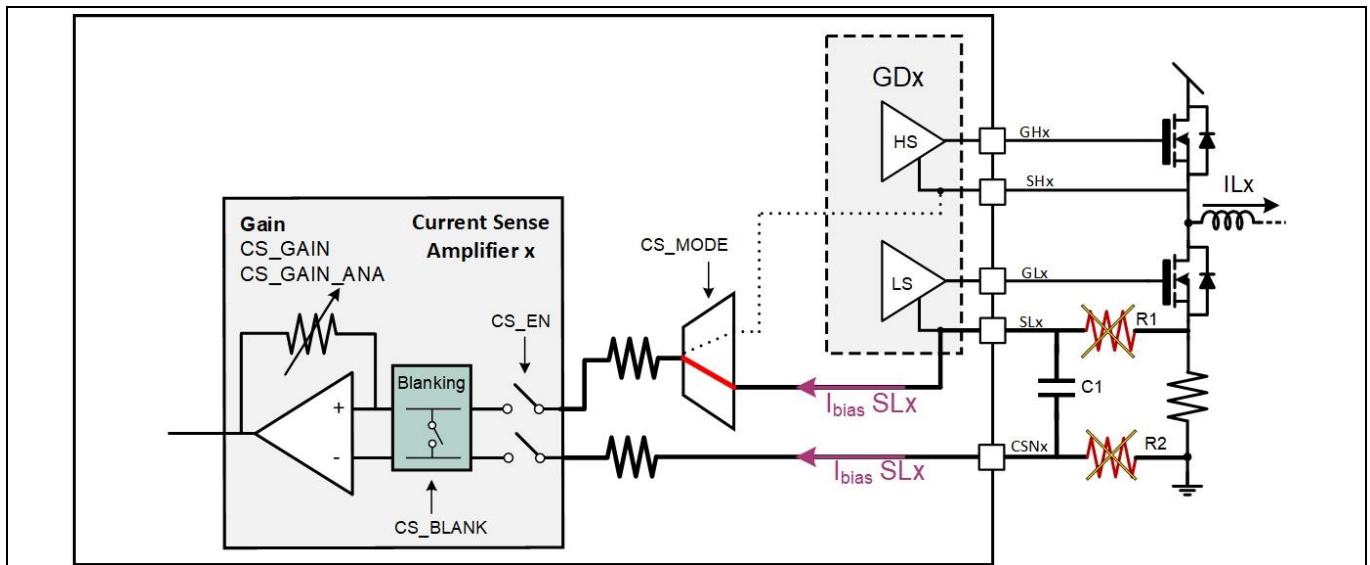 GDx
HS
GHx
SHx
ILx
Gain
CS_GAIN
CS_GAIN_ANA
Current Sense
Amplifier x
CS_MODE
CS_EN
LS
GLx
SLx
R1
Blanking
+
-
Ibias SLx
C1
Ibias SLx
CSNx
R2
CS_BLANK